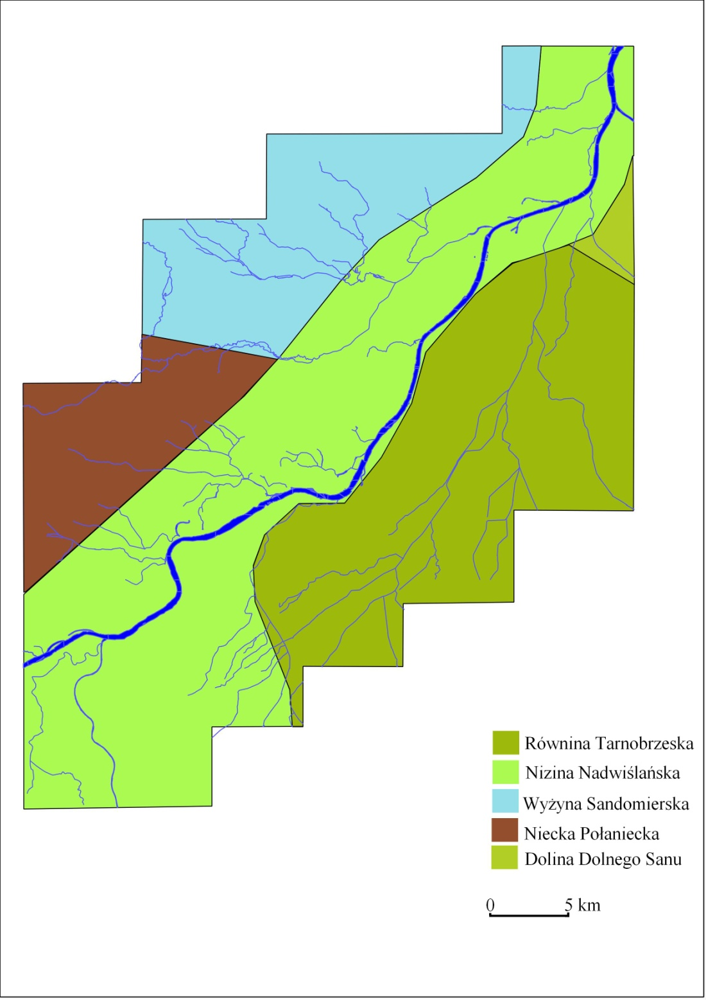 Równina Tarnobrzeska
Nizina Nadwiślańska
Wyżyna Sandomierska
Niecka Połaniecka
Dolina Dolnego Sanu
0 5 km